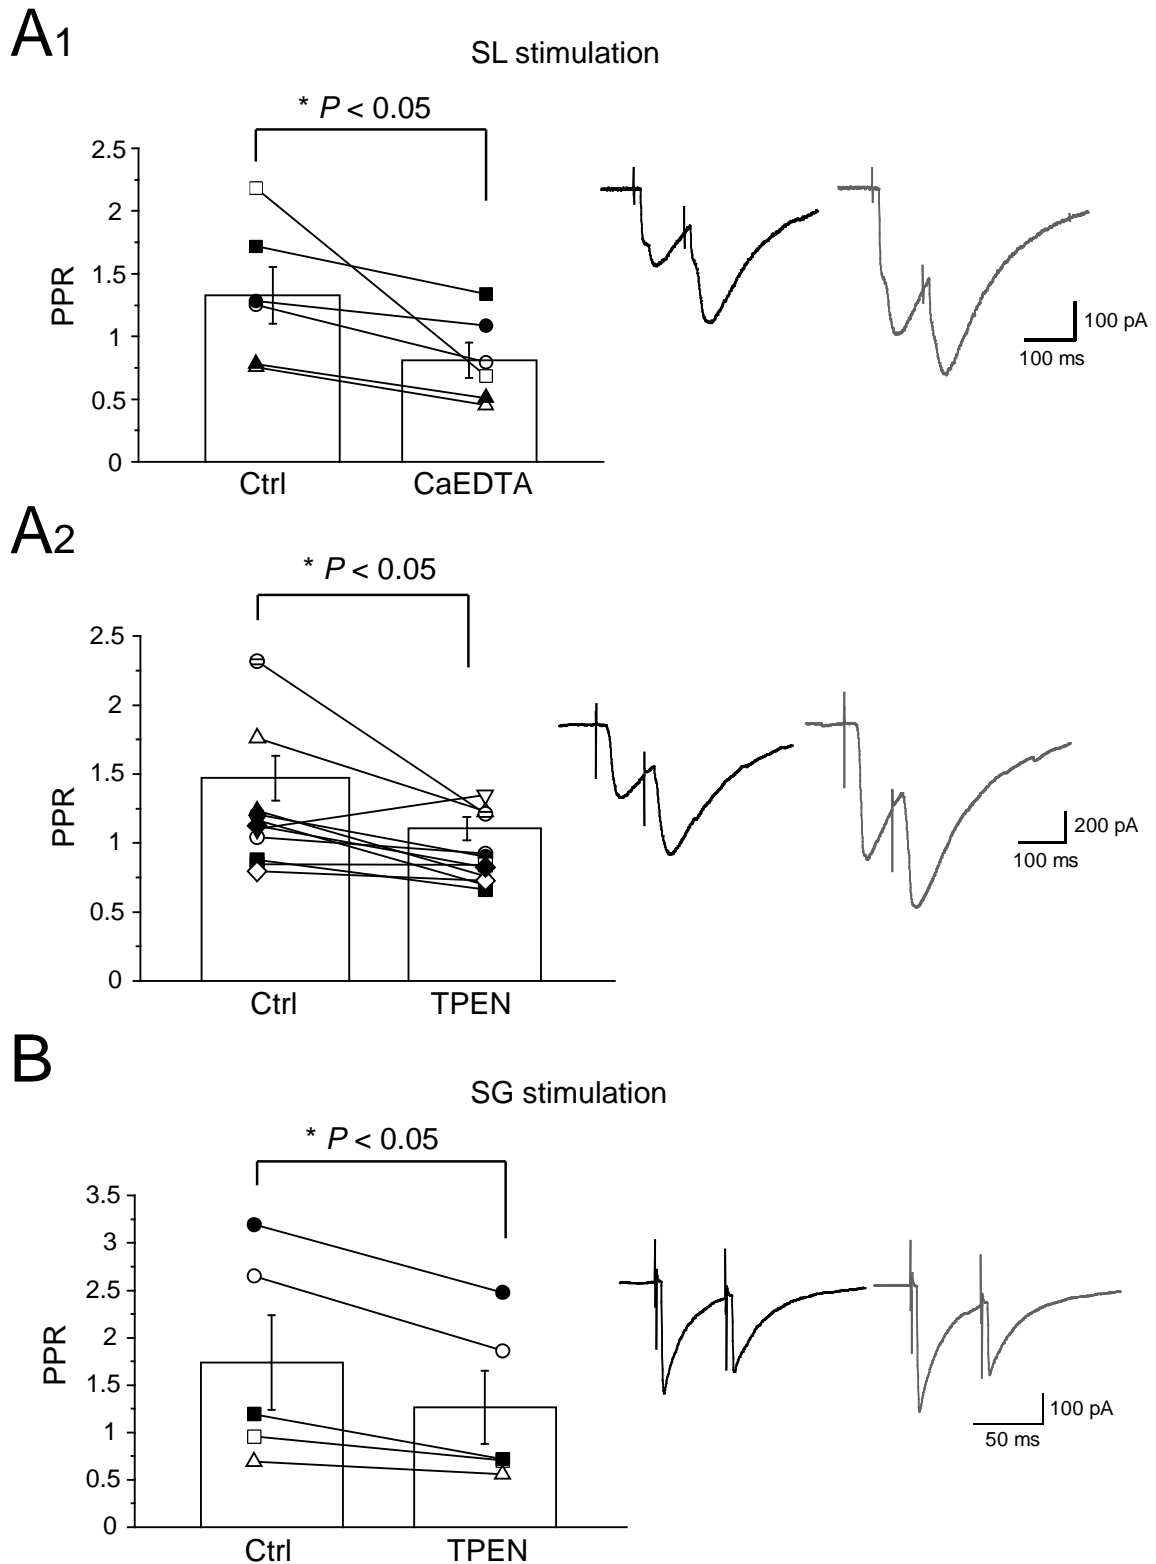 A1
SL stimulation
* P < 0.05
2.5
2
1.5
1
0.5
0
PPR
Ctrl
CaEDTA
100 pA
100 ms
A2
* P < 0.05
2.5
2
1.5
1
0.5
0
PPR
Ctrl
TPEN
200 pA
100 ms
B
SG stimulation
* P < 0.05
3.5
3
2.5
2
1.5
1
0.5
0
PPR
Ctrl
TPEN
100 pA
50 ms